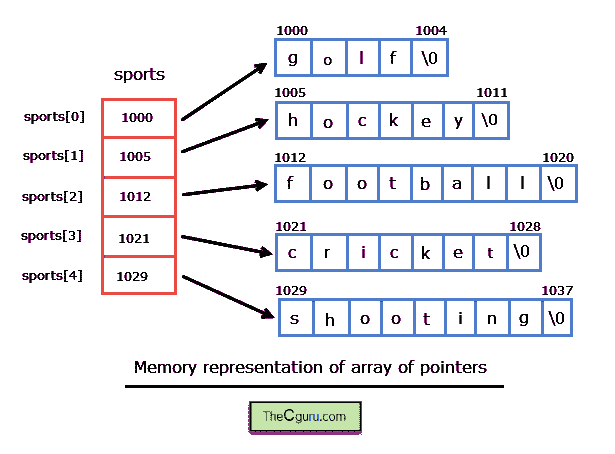 1000 1004
g o l f \0
sports
1005 1011
sports[0] 1000
h o c k e y \0
sports[1] 1005
1012 1020
sports[2] 1012
f o o t b a l l \0
1021 1028
sports[3] 1021
c r i c k e t \0
sports[4] 1029
1029 1037
s h o o t i n g \0
Memory representation of array of pointers
TheCguru.com